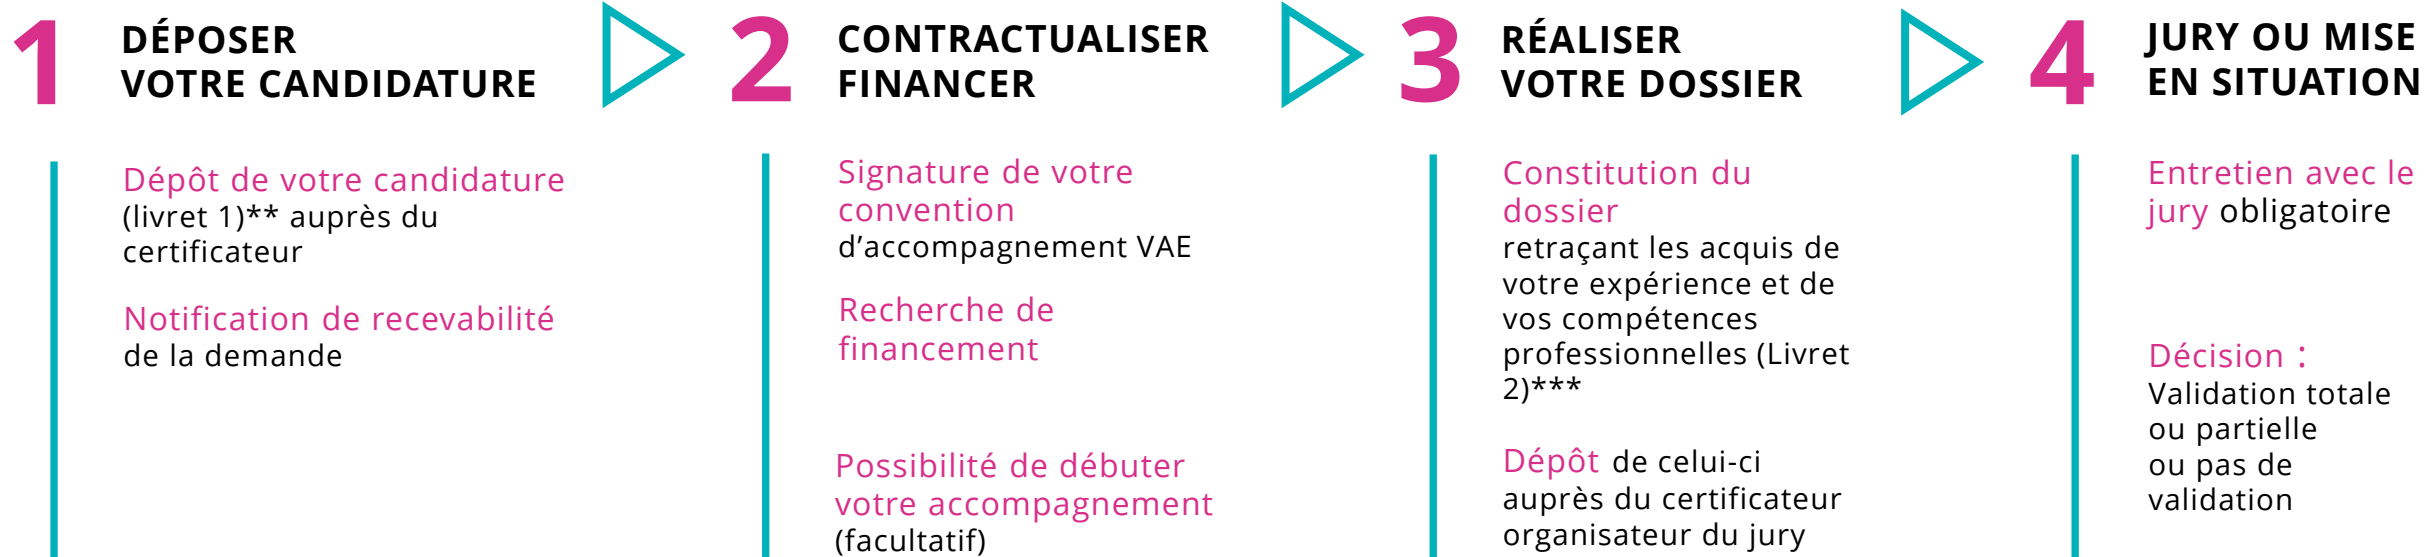 1
DÉPOSER
VOTRE CANDIDATURE
Dépôt de votre candidature
(livret 1)** auprès du
certificateur
Notification de recevabilité
de la demande
2
CONTRACTUALISER
FINANCER
Signature de votre
convention
d’accompagnement VAE
Recherche de
financement
Possibilité de débuter
votre accompagnement
(facultatif)
3
RÉALISER
VOTRE DOSSIER
Constitution du
dossier
retraçant les acquis de
votre expérience et de
vos compétences
professionnelles (Livret
2)***
Dépôt de celui-ci
auprès du certificateur
organisateur du jury
4
JURY OU MISE
EN SITUATION
Entretien avec le
jury obligatoire
Décision :
Validation totale
ou partielle
ou pas de
validation